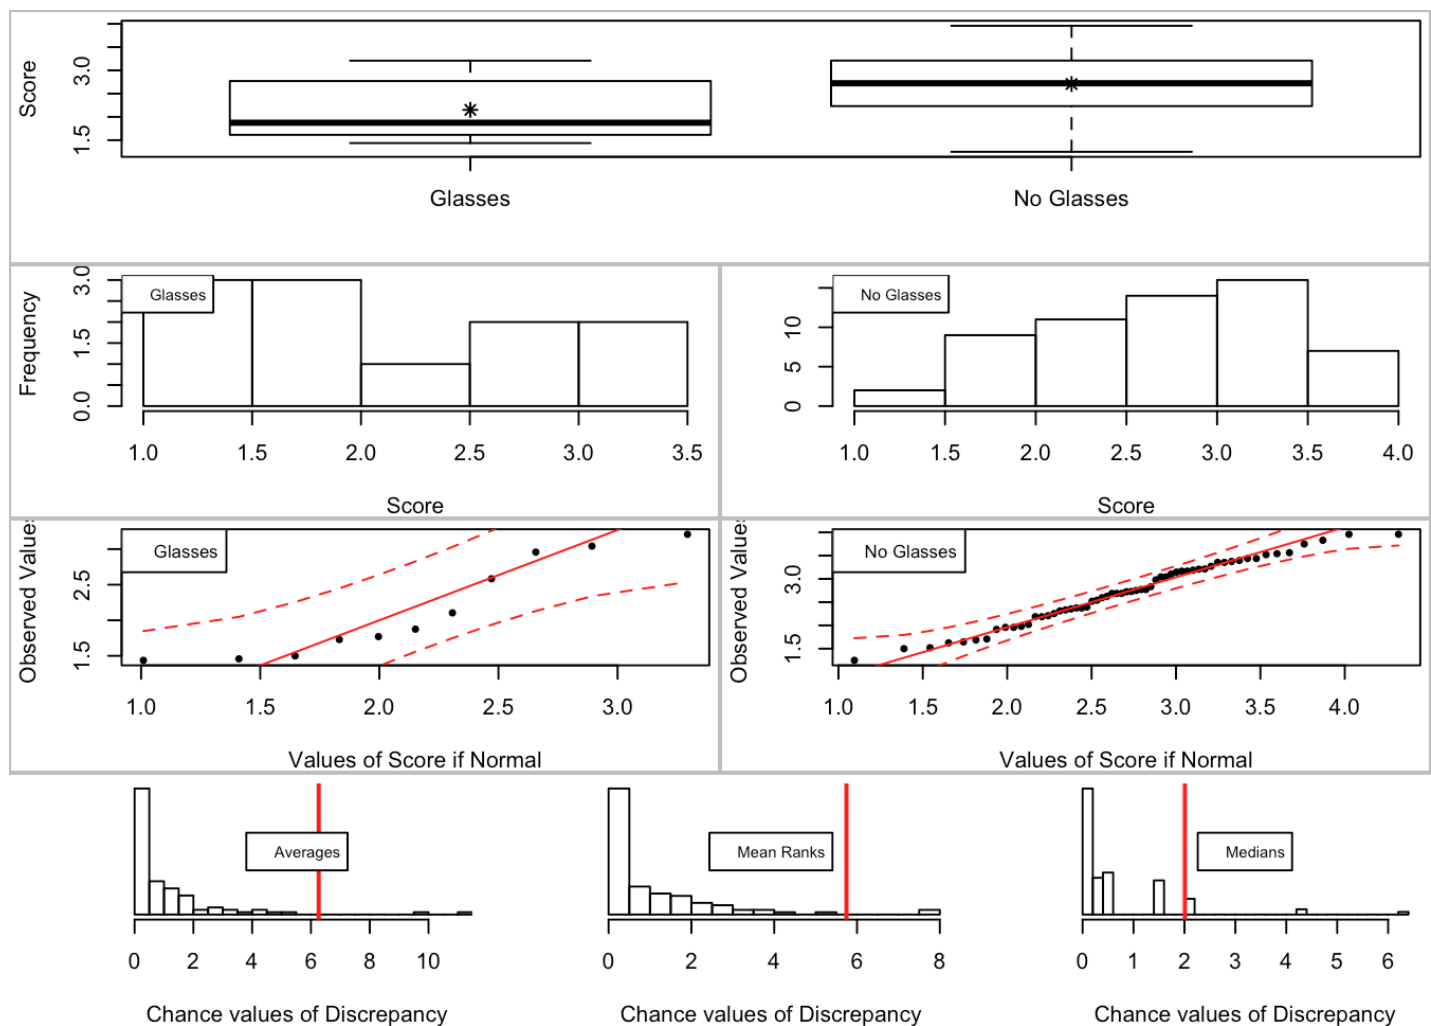 Score
3.0
1.5
Glasses
No Glasses
Frequency
3.0
1.5
0.0
Glasses
1.0 1.5 2.0 2.5 3.0 3.5
Score
10
5
0
No Glasses
1.0 1.5 2.0 2.5 3.0 3.5 4.0
Score
Observed Values
2.5
1.5
Glasses
1.0 1.5 2.0 2.5 3.0
Values of Score if Normal
Observed Values
3.0
1.5
No Glasses
1.0 1.5 2.0 2.5 3.0 3.5 4.0
Values of Score if Normal
Averages
0 2 4 6 8 10
Chance values of Discrepancy
Mean Ranks
0 2 4 6 8
Chance values of Discrepancy
Medians
0 1 2 3 4 5 6
Chance values of Discrepancy